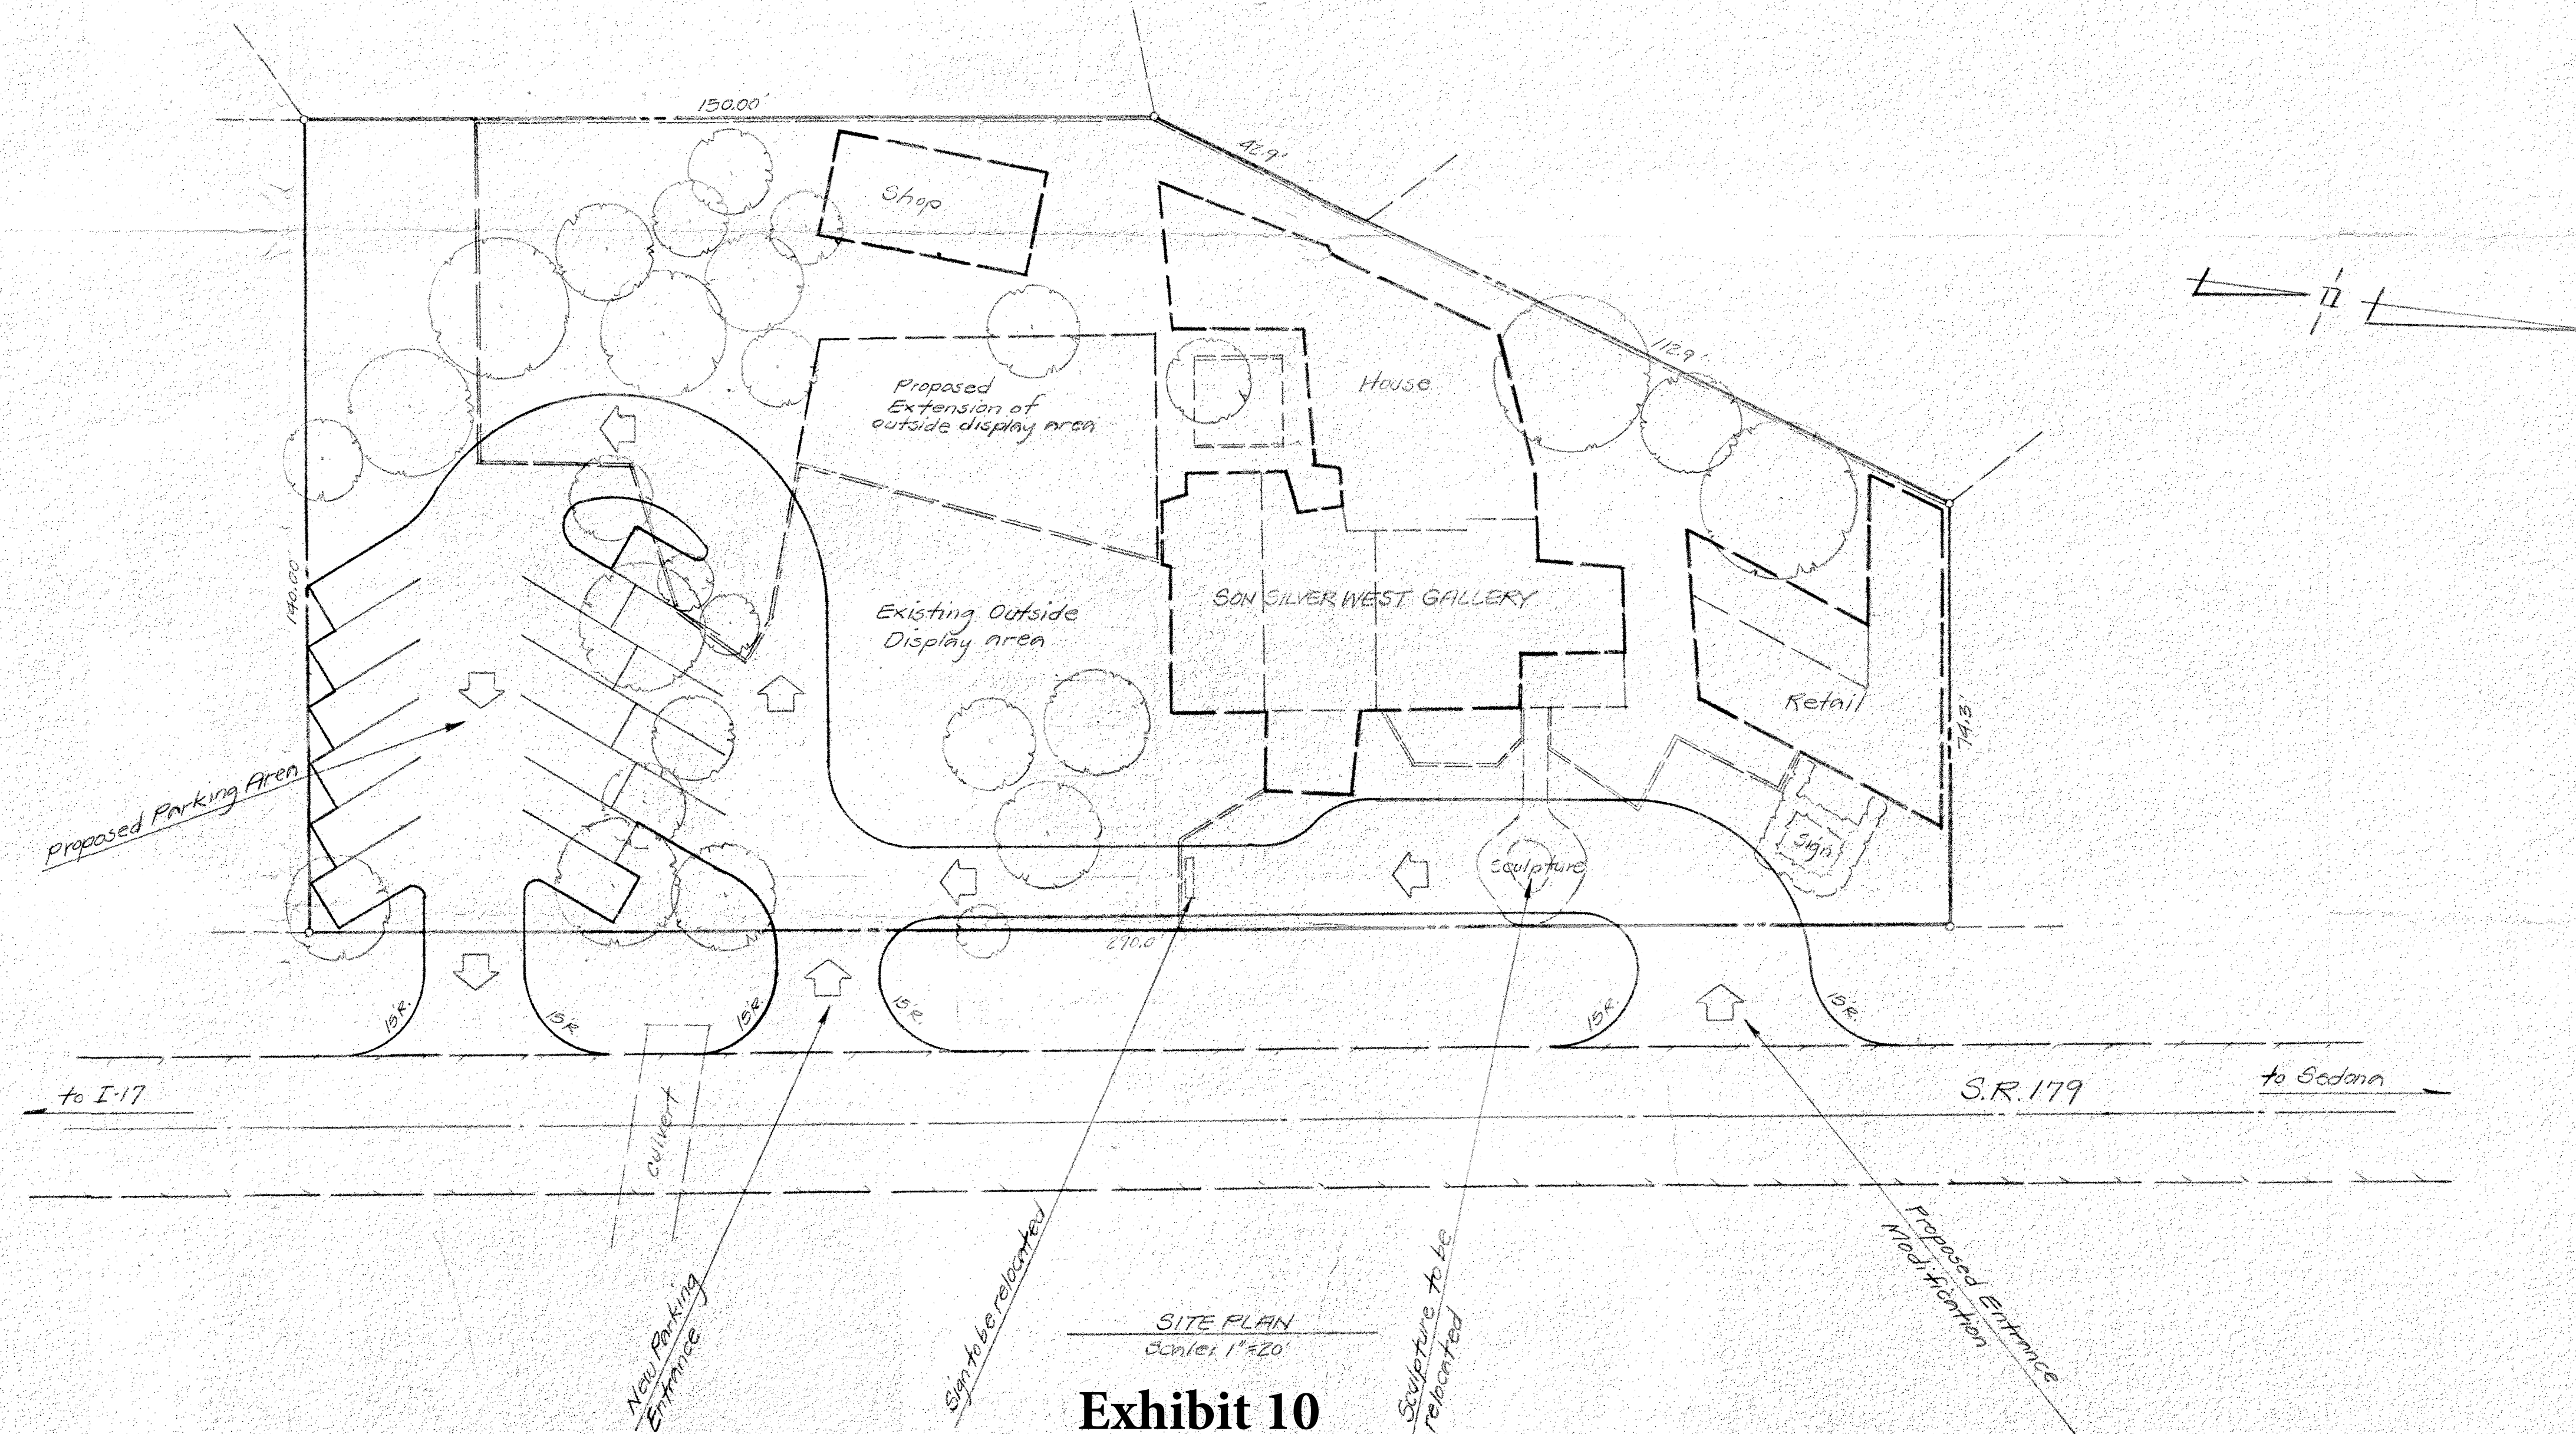 150.00'
42.9'
Shop
112.9'
House
Proposed
Extension of
outside display area
140.00
Existing Outside
Display area
SON SILVER WEST GALLERY
Retail
74.3'
Proposed Parking Area
Sign
Sculpture
15'R.
15'R.
15'R.
15'R.
15'R.
15'R.
to I-17
S.R. 179
to Sedona
culvert
New Parking
Entrance
Sign to be relocated
Sculpture to be
relocated
Proposed Entrance
Modification
SITE PLAN
Scale: 1"=20'
Exhibit 10